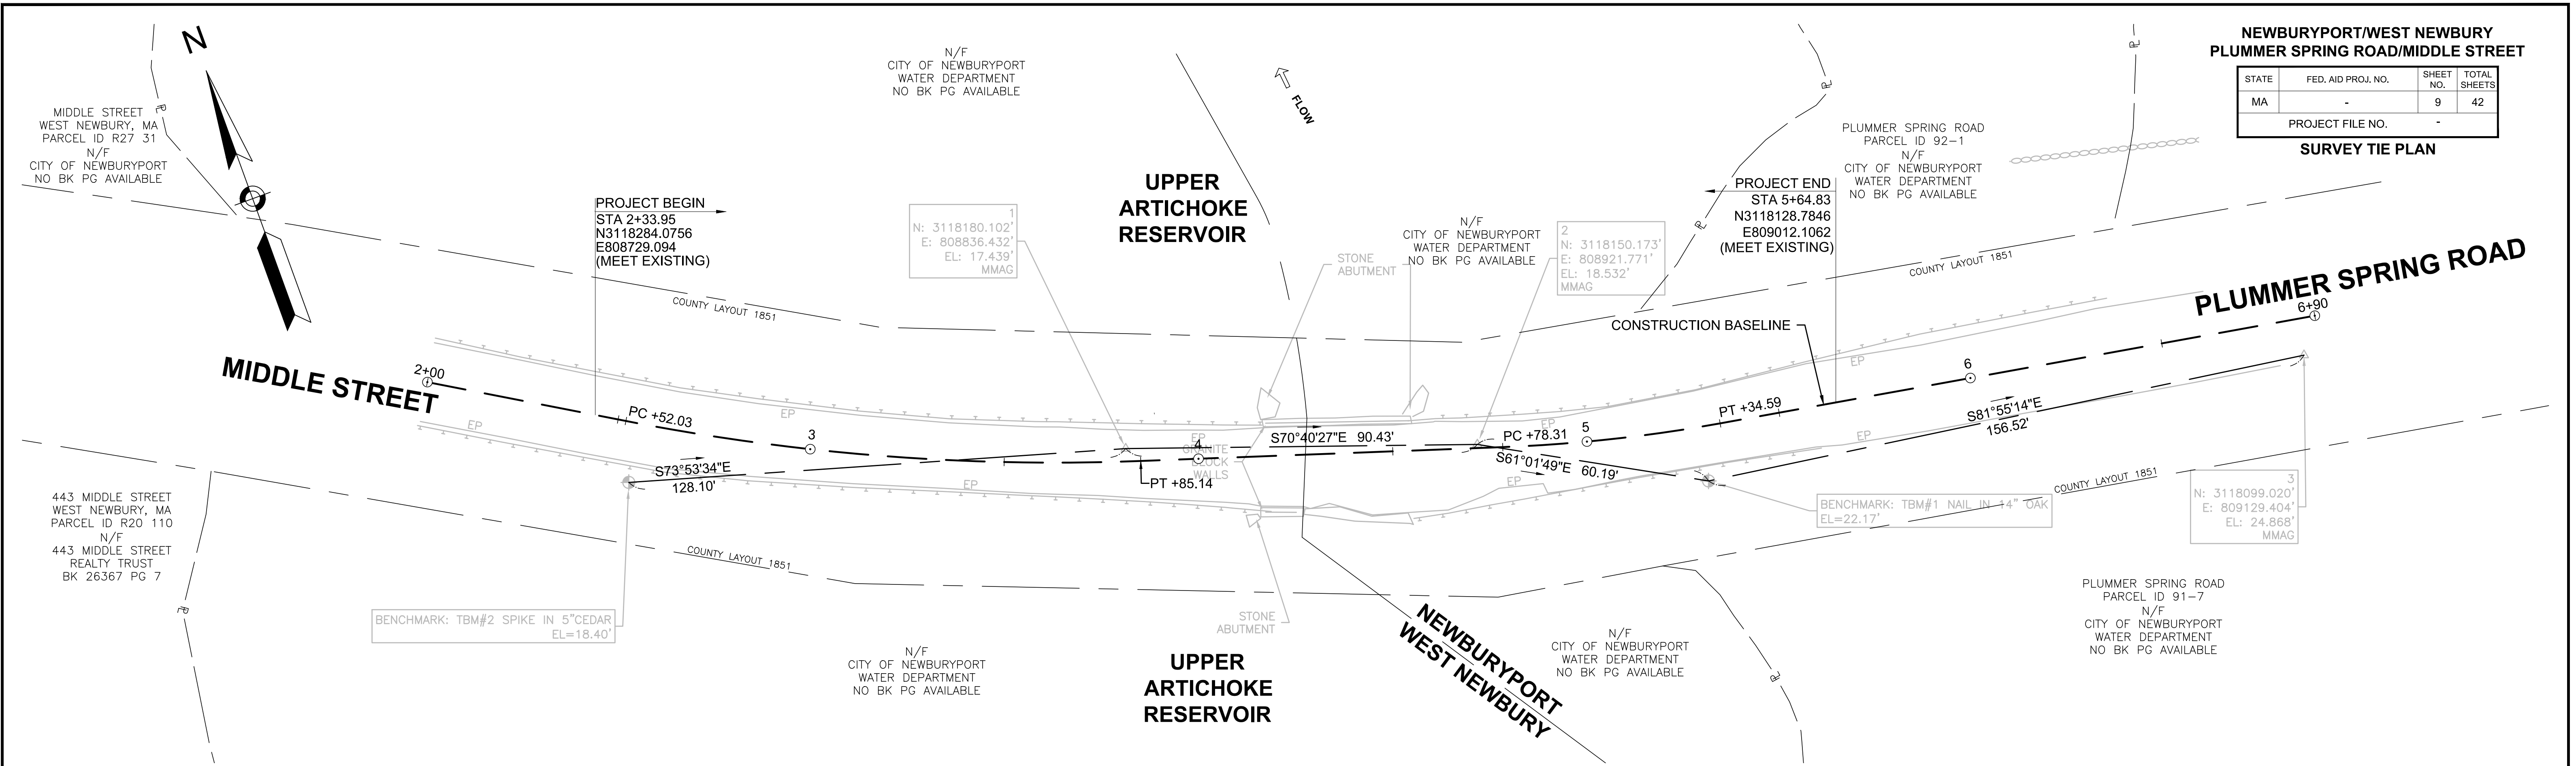 NEWBURYPORT/WEST NEWBURY
PLUMMER SPRING ROAD/MIDDLE STREET
STATE
FED. AID PROJ. NO.
SHEET
NO.
TOTAL
SHEETS
MA
-
9
42
PROJECT FILE NO.
-
SURVEY TIE PLAN
N
MIDDLE STREET
WEST NEWBURY, MA
PARCEL ID R27 31
N/F
CITY OF NEWBURYPORT
NO BK PG AVAILABLE
PL
N/F
CITY OF NEWBURYPORT
WATER DEPARTMENT
NO BK PG AVAILABLE
FLOW
PL
PL
PL
PLUMMER SPRING ROAD
PARCEL ID 92-1
N/F
CITY OF NEWBURYPORT
WATER DEPARTMENT
NO BK PG AVAILABLE
PROJECT BEGIN
STA 2+33.95
N3118284.0756
E808729.094
(MEET EXISTING)
1
N: 3118180.102'
E: 808836.432'
EL: 17.439'
MMAG
UPPER
ARTICHOKE
RESERVOIR
STONE
ABUTMENT
N/F
CITY OF NEWBURYPORT
WATER DEPARTMENT
NO BK PG AVAILABLE
2
N: 3118150.173'
E: 808921.771'
EL: 18.532'
MMAG
PROJECT END
STA 5+64.83
N3118128.7846
E809012.1062
(MEET EXISTING)
COUNTY LAYOUT 1851
COUNTY LAYOUT 1851
PLUMMER SPRING ROAD
6+90
CONSTRUCTION BASELINE
MIDDLE STREET
2+00
PC +52.03
3
EP
EP
EP
4
GRANITE
BLOCK
WALLS
S70°40'27"E 90.43'
PC +78.31
5
EP
PT +34.59
EP
6
S81°55'14"E
156.52'
S73°53'34"E
128.10'
PT +85.14
S61°01'49"E 60.19'
EP
EP
EP
COUNTY LAYOUT 1851
COUNTY LAYOUT 1851
443 MIDDLE STREET
WEST NEWBURY, MA
PARCEL ID R20 110
N/F
443 MIDDLE STREET
REALTY TRUST
BK 26367 PG 7
PL
BENCHMARK: TBM#2 SPIKE IN 5"CEDAR
EL=18.40'
BENCHMARK: TBM#1 NAIL IN 14" OAK
EL=22.17'
3
N: 3118099.020'
E: 809129.404'
EL: 24.868'
MMAG
STONE
ABUTMENT
N/F
CITY OF NEWBURYPORT
WATER DEPARTMENT
NO BK PG AVAILABLE
UPPER
ARTICHOKE
RESERVOIR
NEWBURYPORT
WEST NEWBURY
N/F
CITY OF NEWBURYPORT
WATER DEPARTMENT
NO BK PG AVAILABLE
PL
PLUMMER SPRING ROAD
PARCEL ID 91-7
N/F
CITY OF NEWBURYPORT
WATER DEPARTMENT
NO BK PG AVAILABLE